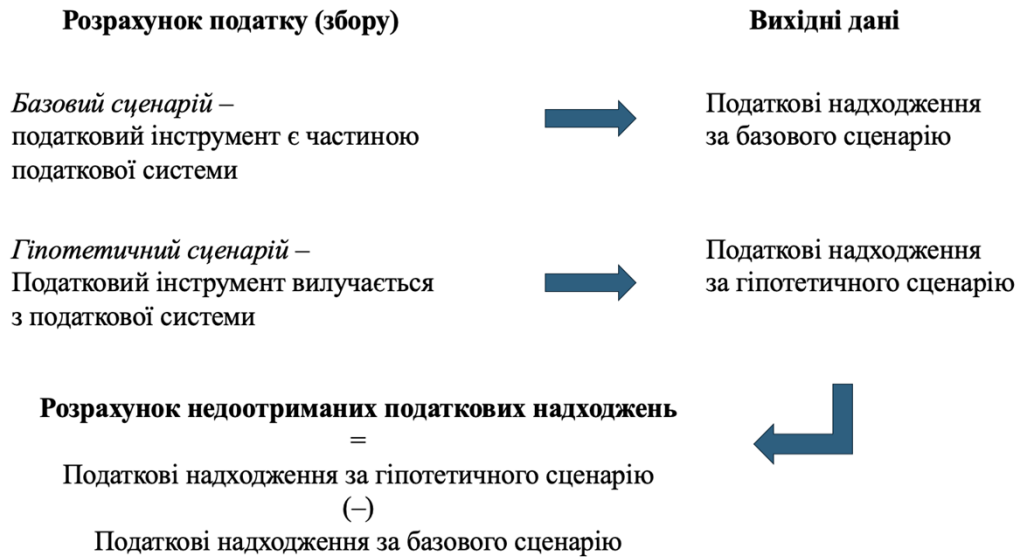 Розрахунок податку (збору)
Вихідні дані
Базовий сценарій –
податковий інструмент є частиною
податкової системи
Податкові надходження
за базового сценарію
Гіпотетичний сценарій –
Податковий інструмент вилучається
з податкової системи
Податкові надходження
за гіпотетичного сценарію
Розрахунок недоотриманих податкових надходжень
=
Податкові надходження за гіпотетичного сценарію
(–)
Податкові надходження за базового сценарію